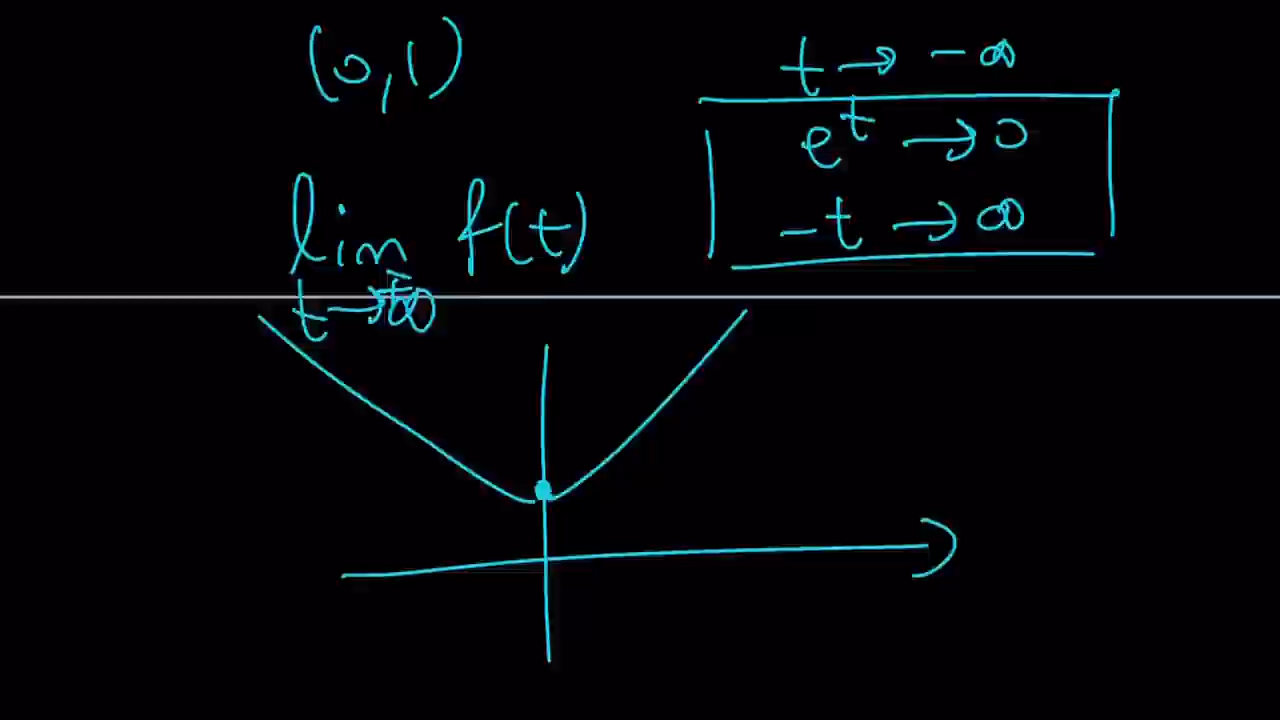 (0,1)
t → -∞
e^t → 0
-t → ∞
lim f(t)